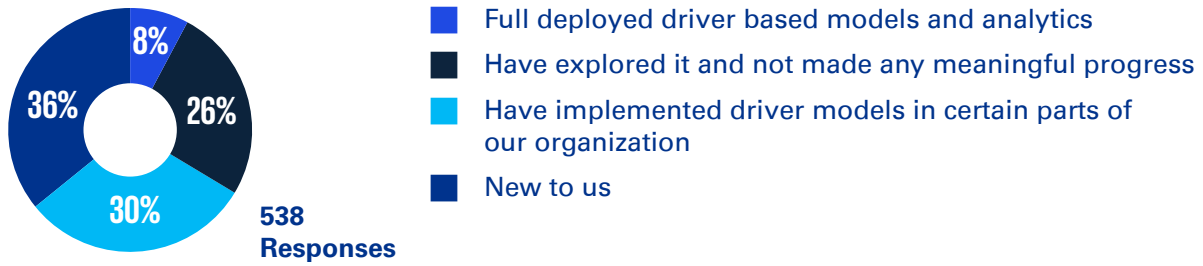 8%
26%
30%
36%
538
Responses
Full deployed driver based models and analytics
Have explored it and not made any meaningful progress
Have implemented driver models in certain parts of
our organization
New to us